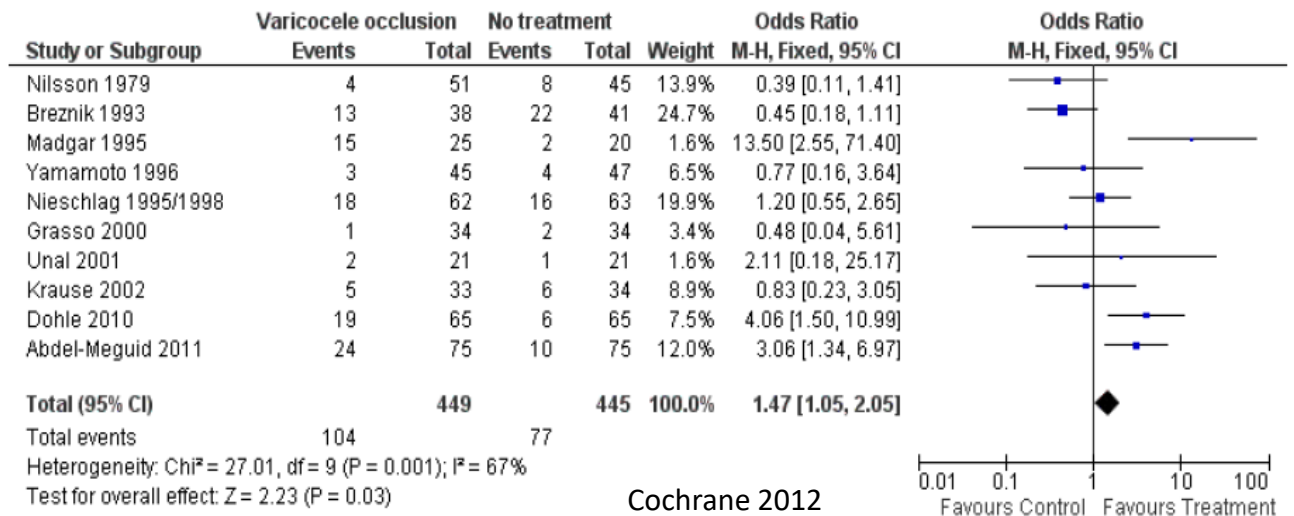 Varicocele occlusion No treatment Odds Ratio Odds Ratio
Study or Subgroup Events Total Events Total Weight M-H, Fixed, 95% CI M-H, Fixed, 95% CI
Nilsson 1979 4 51 8 45 13.9% 0.39 [0.11, 1.41]
Breznik 1993 13 38 22 41 24.7% 0.45 [0.18, 1.11]
Madgar 1995 15 25 2 20 1.6% 13.50 [2.55, 71.40]
Yamamoto 1996 3 45 4 47 6.5% 0.77 [0.16, 3.64]
Nieschlag 1995/1998 18 62 16 63 19.9% 1.20 [0.55, 2.65]
Grasso 2000 1 34 2 34 3.4% 0.48 [0.04, 5.61]
Unal 2001 2 21 1 21 1.6% 2.11 [0.18, 25.17]
Krause 2002 5 33 6 34 8.9% 0.83 [0.23, 3.05]
Dohle 2010 19 65 6 65 7.5% 4.06 [1.50, 10.99]
Abdel-Meguid 2011 24 75 10 75 12.0% 3.06 [1.34, 6.97]
Total (95% CI) 449 445 100.0% 1.47 [1.05, 2.05]
Total events 104 77
Heterogeneity: Chi² = 27.01, df = 9 (P = 0.001); I² = 67%
Test for overall effect: Z = 2.23 (P = 0.03)
0.01 0.1 1 10 100
Favours Control Favours Treatment
Cochrane 2012